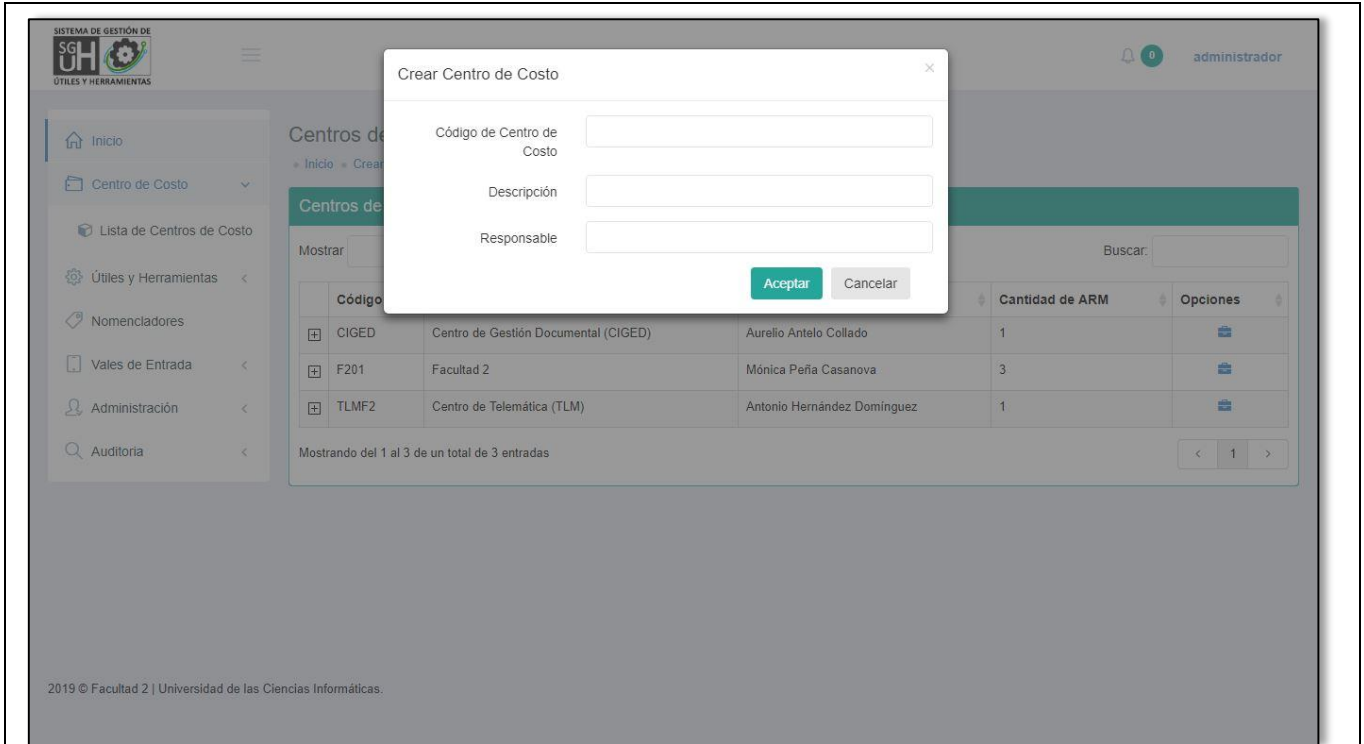 SISTEMA DE GESTIÓN DE
SG
UH
ÚTILES Y HERRAMIENTAS
0
administrador
Crear Centro de Costo
×
Código de Centro de
Costo
Descripción
Responsable
Aceptar
Cancelar
Inicio
Centro de Costo
Lista de Centros de Costo
Útiles y Herramientas
Nomencladores
Vales de Entrada
Administración
Auditoria
Centros de
Inicio
Crear
Centros de
Mostrar
Buscar:
Código
Cantidad de ARM
Opciones
CIGED
Centro de Gestión Documental (CIGED)
Aurelio Antelo Collado
1
F201
Facultad 2
Mónica Peña Casanova
3
TLMF2
Centro de Telemática (TLM)
Antonio Hernández Domínguez
1
Mostrando del 1 al 3 de un total de 3 entradas
< 1 >
2019 © Facultad 2 | Universidad de las Ciencias Informáticas.